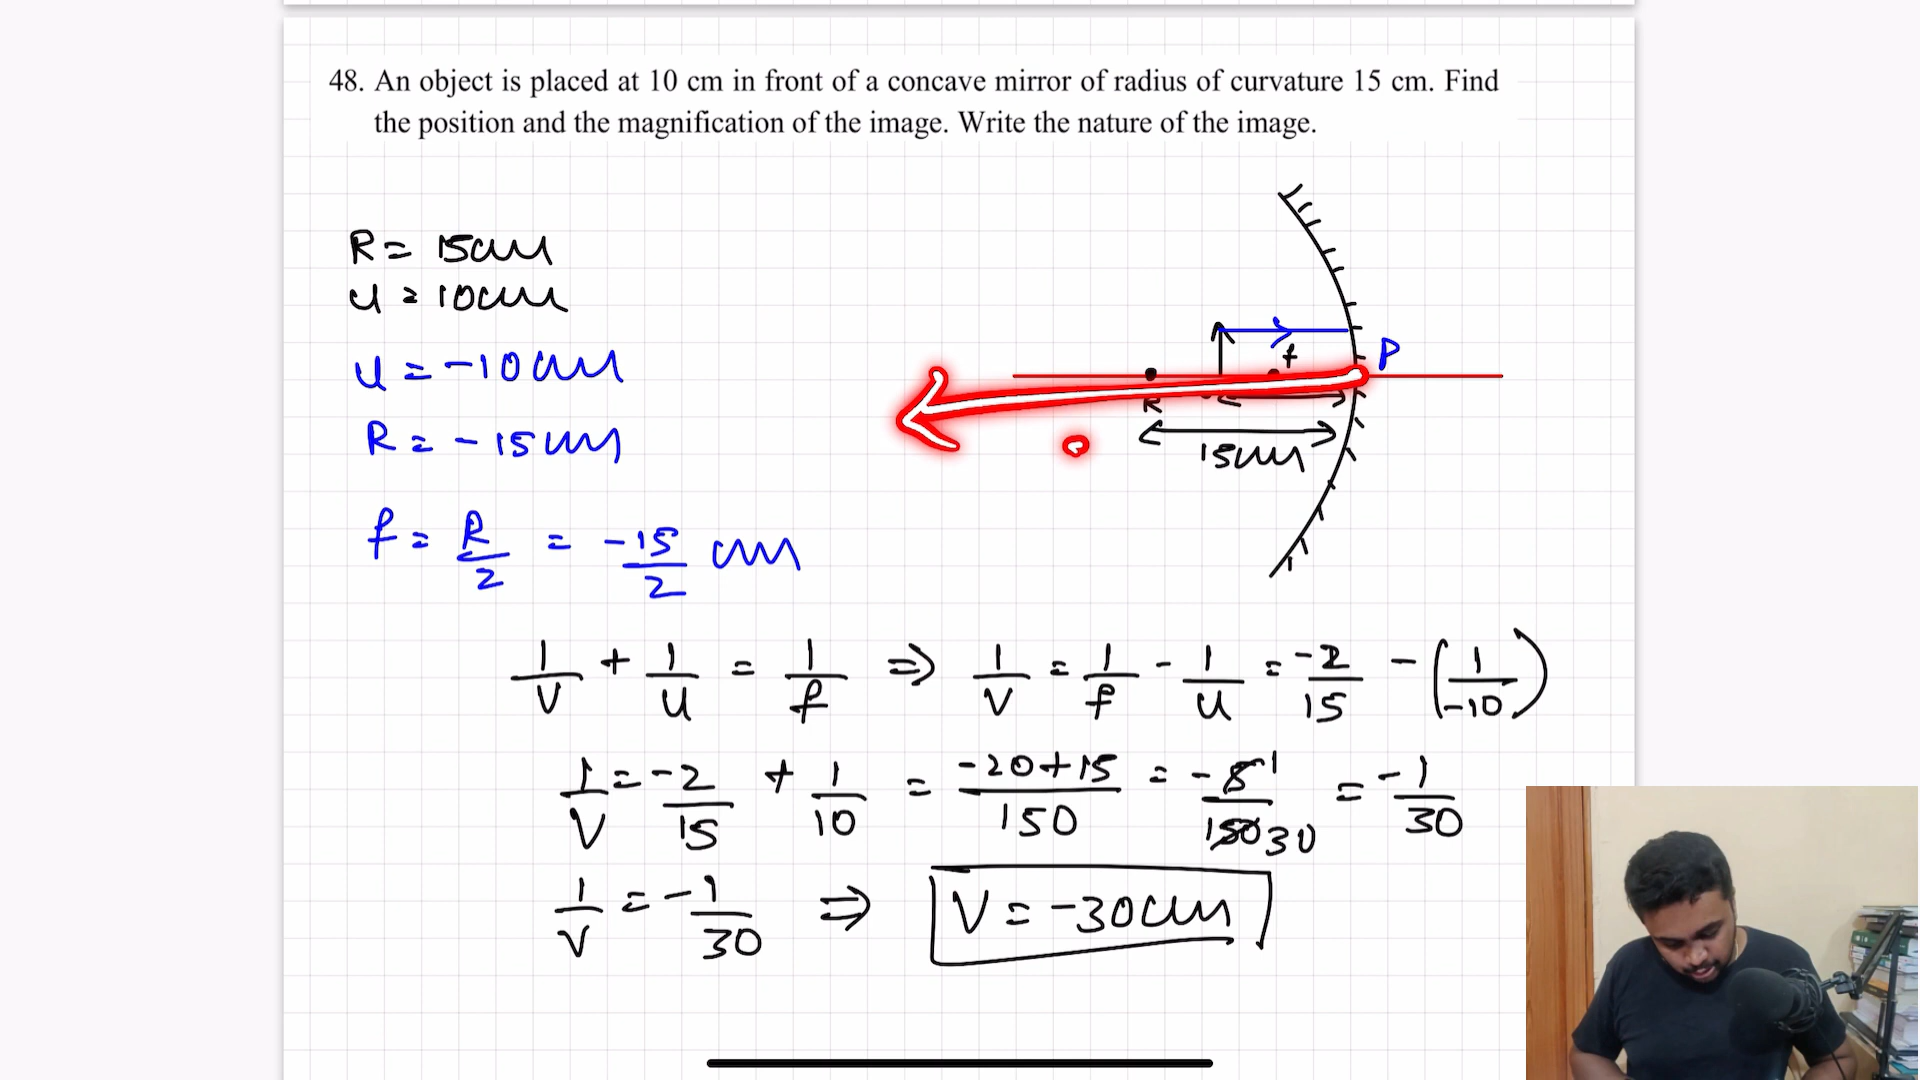 48. An object is placed at 10 cm in front of a concave mirror of radius of curvature 15 cm. Find
the position and the magnification of the image. Write the nature of the image.
R = 15cm
u = 10cm
u = -10cm
R = -15cm
f = R/2 = -15/2 cm
f
P
15cm
1/v + 1/u = 1/f ⇒ 1/v = 1/f - 1/u = -2/15 - (1/-10)
1/v = -2/15 + 1/10 = -20+15/150 = -5 1/150 30 = -1/30
1/v = -1/30 ⇒ V = -30cm